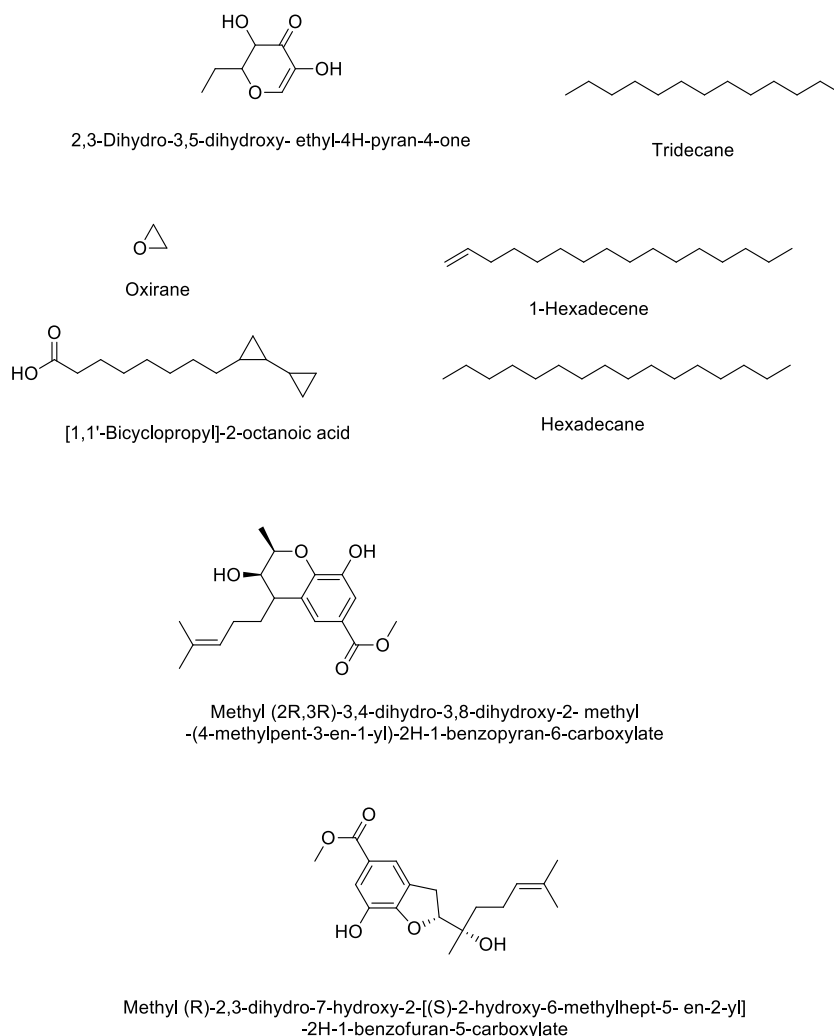 HO
O
OH
O
2,3-Dihydro-3,5-dihydroxy- ethyl-4H-pyran-4-one
Tridecane
O
Oxirane
1-Hexadecene
O
HO
[1,1'-Bicyclopropyl]-2-octanoic acid
Hexadecane
O
OH
HO
O
O
Methyl (2R,3R)-3,4-dihydro-3,8-dihydroxy-2- methyl
-(4-methylpent-3-en-1-yl)-2H-1-benzopyran-6-carboxylate
O
O
HO
O
OH
Methyl (R)-2,3-dihydro-7-hydroxy-2-[(S)-2-hydroxy-6-methylhept-5- en-2-yl]
-2H-1-benzofuran-5-carboxylate